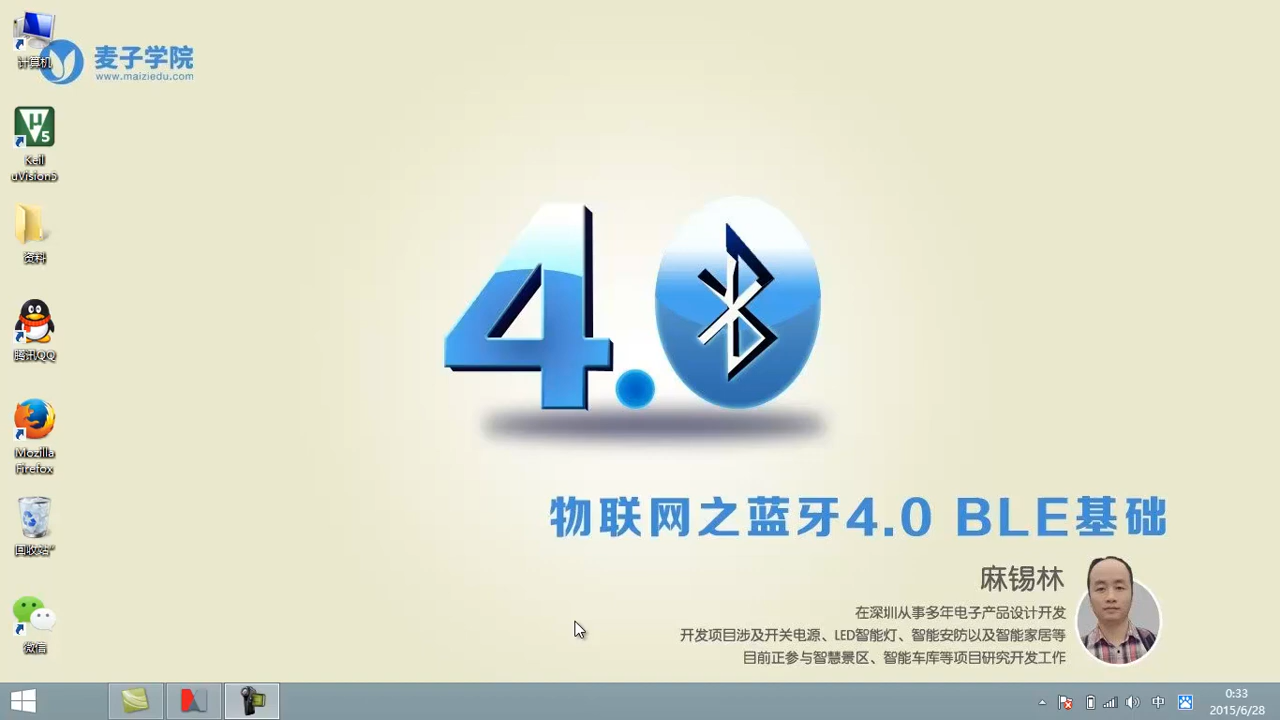 计算机
麦子学院
www.maiziedu.com
Keil
uVision5
资料
腾讯QQ
Mozilla
Firefox
回收站
微信
4.0
物联网之蓝牙4.0 BLE基础
麻锡林
在深圳从事多年电子产品设计开发
开发项目涉及开关电源、LED智能灯、智能安防以及智能家居等
目前正参与智慧景区、智能车库等项目研究开发工作
中
0:33
2015/6/28